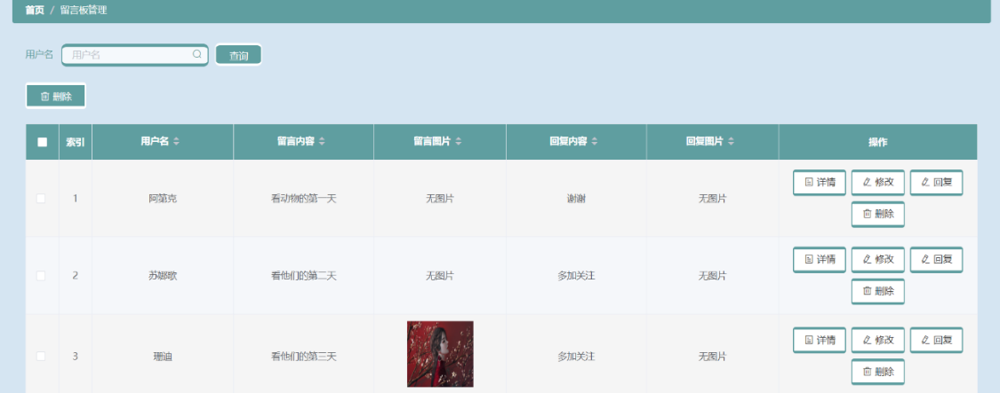 首页 / 留言板管理
用户名 用户名 查询
删除
索引 用户名 留言内容 留言图片 回复内容 回复图片 操作
1 阿第克 看动物的第一天 无图片 谢谢 无图片 详情 修改 回复
删除
2 苏娜歌 看他们的第二天 无图片 多加关注 无图片 详情 修改 回复
删除
3 珊迪 看他们的第三天 多加关注 无图片 详情 修改 回复
删除